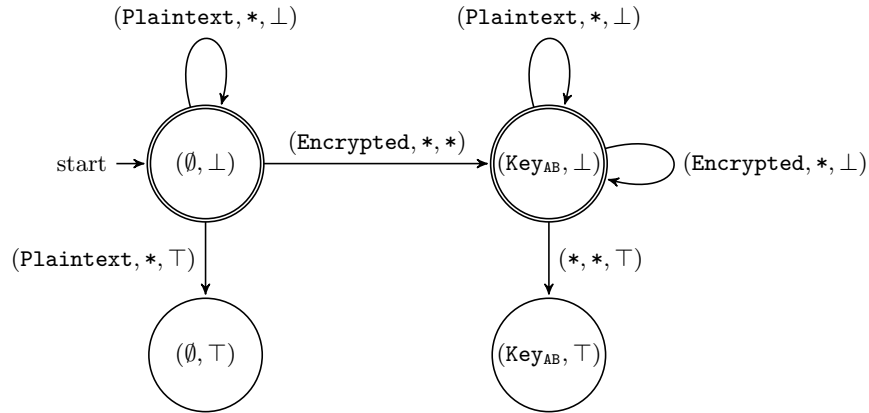 (Plaintext, *, ⊥)
(Plaintext, *, ⊥)
(Encrypted, *, *)
start
(∅, ⊥)
(Key_AB, ⊥)
(Encrypted, *, ⊥)
(Plaintext, *, ⊤)
(*, *, ⊤)
(∅, ⊤)
(Key_AB, ⊤)